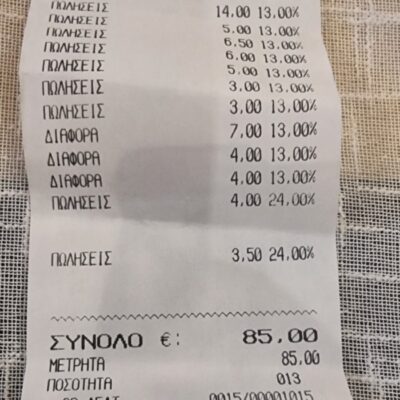 ΠΩΛΗΣΕΙΣ 14,00 13,00%
ΠΩΛΗΣΕΙΣ 5,00 13,00%
ΠΩΛΗΣΕΙΣ 6,50 13,00%
ΠΩΛΗΣΕΙΣ 6,00 13,00%
ΠΩΛΗΣΕΙΣ 5,00 13,00%
ΠΩΛΗΣΕΙΣ 3,00 13,00%
ΠΩΛΗΣΕΙΣ 3,00 13,00%
ΔΙΑΦΟΡΑ 7,00 13,00%
ΔΙΑΦΟΡΑ 4,00 13,00%
ΔΙΑΦΟΡΑ 4,00 13,00%
ΠΩΛΗΣΕΙΣ 4,00 24,00%
ΠΩΛΗΣΕΙΣ 3,50 24,00%
ΣΥΝΟΛΟ €: 85,00
ΜΕΤΡΗΤΑ 85,00
ΠΟΣΟΤΗΤΑ 013
0015/00001015